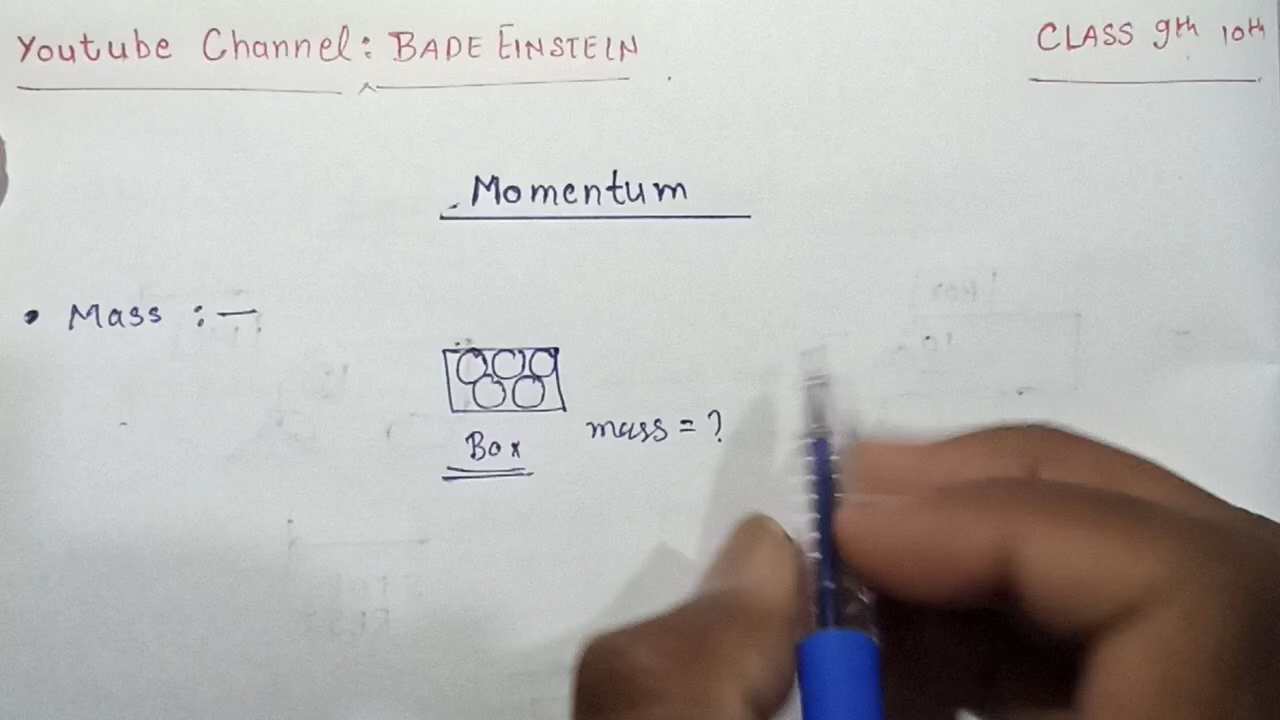 Youtube Channel: BADE EINSTEIN
CLASS 9th 10th
Momentum
• Mass :—
mass = ?
Box